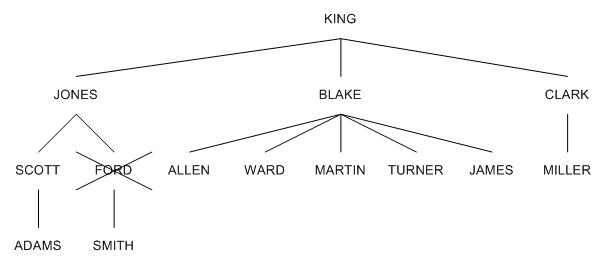 KING
JONES BLAKE CLARK
SCOTT FORD ALLEN WARD MARTIN TURNER JAMES MILLER
ADAMS SMITH